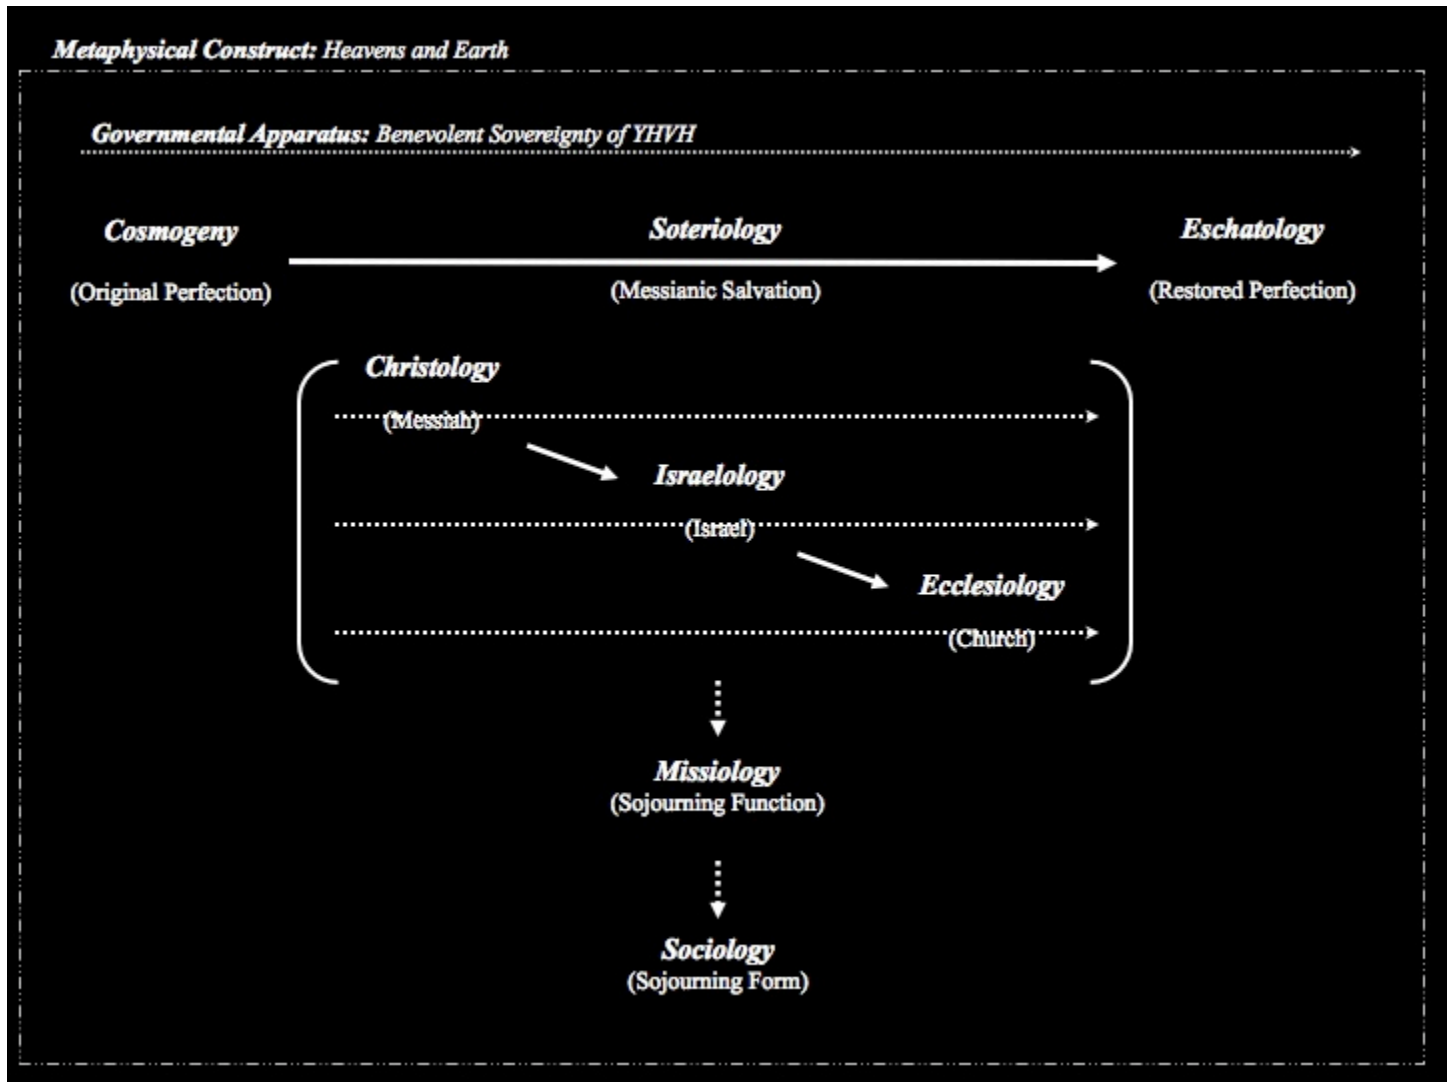 Metaphysical Construct: Heavens and Earth
Governmental Apparatus: Benevolent Sovereignty of YHVH
Cosmogeny
Soteriology
Eschatology
(Original Perfection)
(Messianic Salvation)
(Restored Perfection)
Christology
(Messiah)
Israelology
(Israel)
Ecclesiology
(Church)
Missiology
(Sojourning Function)
Sociology
(Sojourning Form)